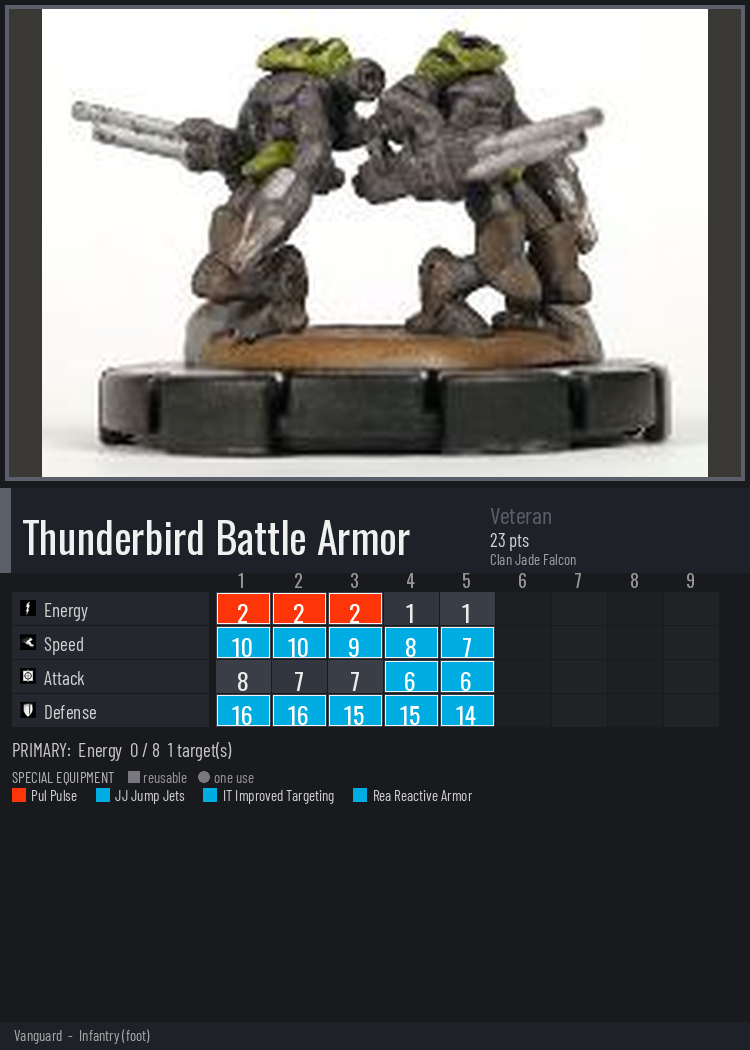 Thunderbird Battle Armor
Veteran
23 pts
Clan Jade Falcon
1 2 3 4 5 6 7 8 9
Energy 2 2 2 1 1
Speed 10 10 9 8 7
Attack 8 7 7 6 6
Defense 16 16 15 15 14
PRIMARY: Energy 0 / 8 1 target(s)
SPECIAL EQUIPMENT reusable one use
Pul Pulse JJ Jump Jets IT Improved Targeting Rea Reactive Armor
Vanguard - Infantry (foot)